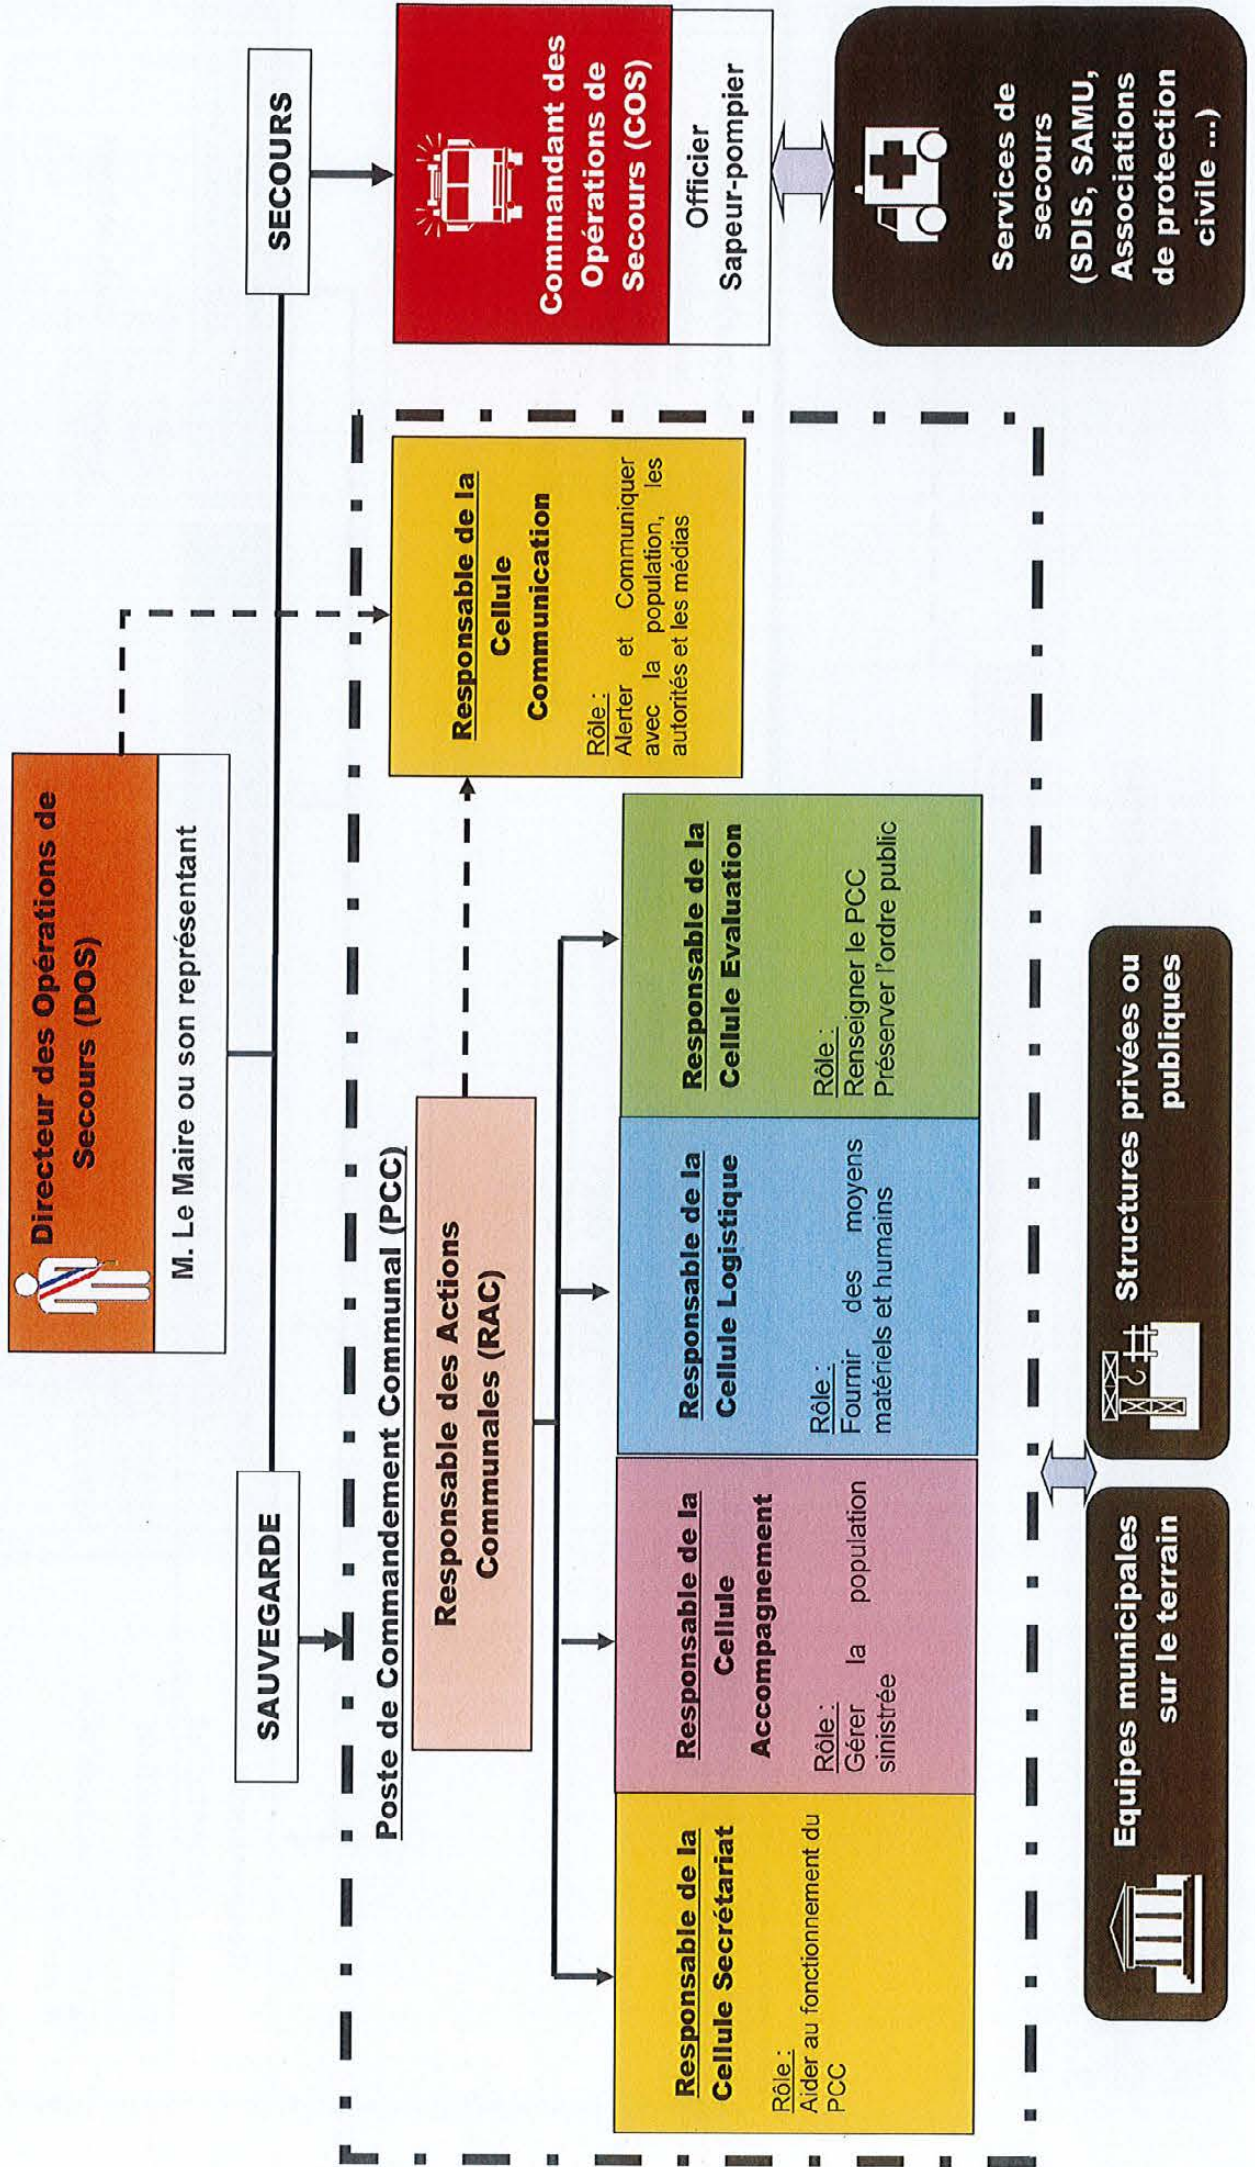 Directeur des Opérations de
Secours (DOS)
M. Le Maire ou son représentant
SAUVEGARDE
SECOURS
Poste de Commandement Communal (PCC)
Responsable des Actions
Communales (RAC)
Responsable de la
Cellule
Communication
Rôle :
Alerter et Communiquer
avec la population, les
autorités et les médias
Commandant des
Opérations de
Secours (COS)
Officier
Sapeur-pompier
Responsable de la
Cellule Secrétariat
Rôle :
Aider au fonctionnement du
PCC
Responsable de la
Cellule
Accompagnement
Rôle :
Gérer la population
sinistrée
Responsable de la
Cellule Logistique
Rôle :
Fournir des moyens
matériels et humains
Responsable de la
Cellule Evaluation
Rôle :
Renseigner le PCC
Préserver l'ordre public
Services de
secours
(SDIS, SAMU,
Associations
de protection
civile ...)
Equipes municipales
sur le terrain
Structures privées ou
publiques